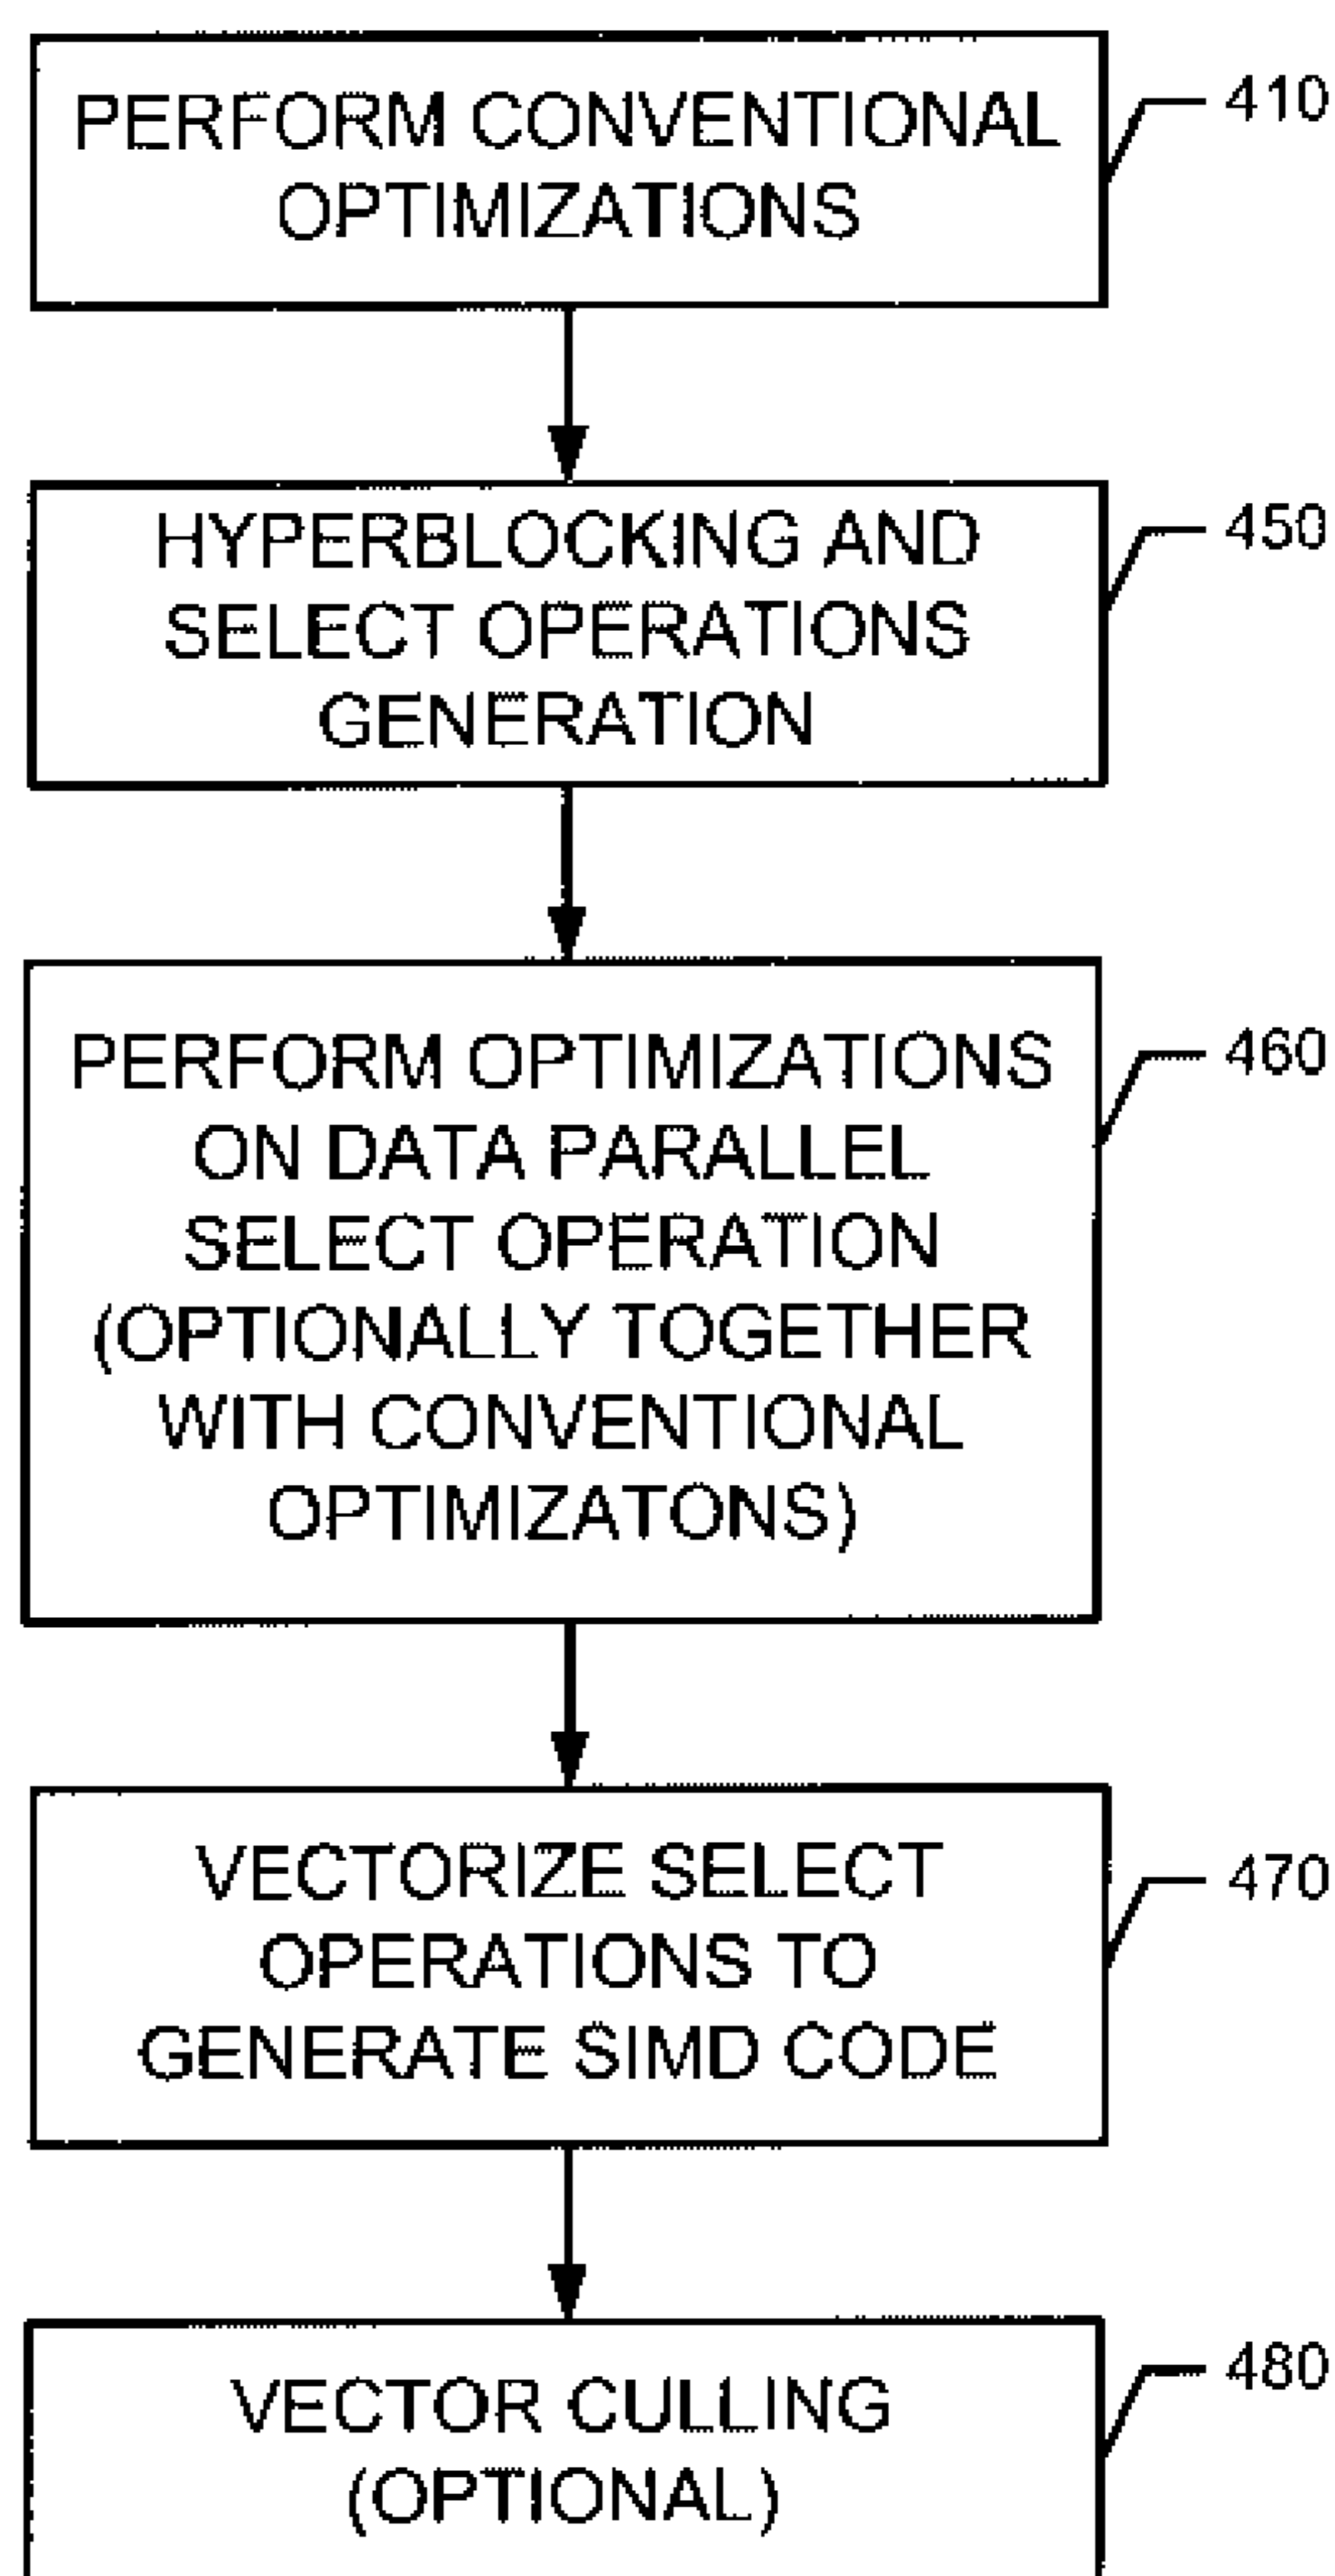 PERFORM CONVENTIONAL
OPTIMIZATIONS
410
HYPERBLOCKING AND
SELECT OPERATIONS
GENERATION
450
PERFORM OPTIMIZATIONS
ON DATA PARALLEL
SELECT OPERATION
(OPTIONALLY TOGETHER
WITH CONVENTIONAL
OPTIMIZATONS)
460
VECTORIZE SELECT
OPERATIONS TO
GENERATE SIMD CODE
470
VECTOR CULLING
(OPTIONAL)
480